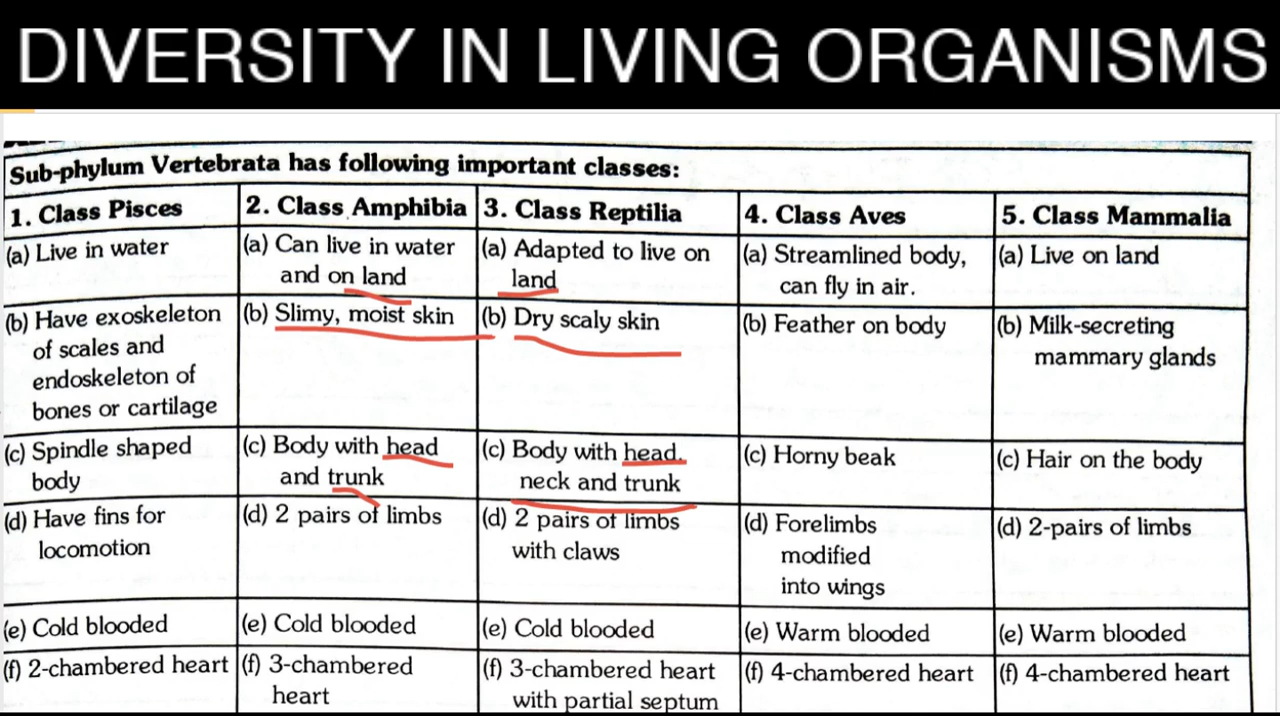 DIVERSITY IN LIVING ORGANISMS
Sub-phylum Vertebrata has following important classes:
1. Class Pisces
2. Class Amphibia
3. Class Reptilia
4. Class Aves
5. Class Mammalia
(a) Live in water
(a) Can live in water
and on land
(a) Adapted to live on
land
(a) Streamlined body,
can fly in air.
(a) Live on land
(b) Have exoskeleton
of scales and
endoskeleton of
bones or cartilage
(b) Slimy, moist skin
(b) Dry scaly skin
(b) Feather on body
(b) Milk-secreting
mammary glands
(c) Spindle shaped
body
(c) Body with head
and trunk
(c) Body with head.
neck and trunk
(c) Horny beak
(c) Hair on the body
(d) Have fins for
locomotion
(d) 2 pairs of limbs
(d) 2 pairs of limbs
with claws
(d) Forelimbs
modified
into wings
(d) 2-pairs of limbs
(e) Cold blooded
(e) Cold blooded
(e) Cold blooded
(e) Warm blooded
(e) Warm blooded
(f) 2-chambered heart
(f) 3-chambered
heart
(f) 3-chambered heart
with partial septum
(f) 4-chambered heart
(f) 4-chambered heart